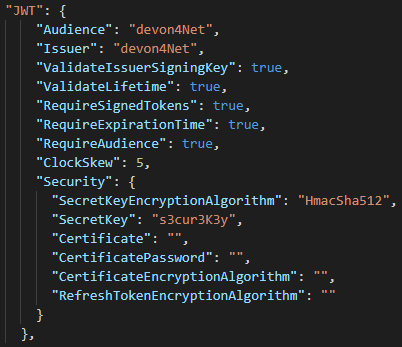 "JWT": {
"Audience": "devon4Net",
"Issuer": "devon4Net",
"ValidateIssuerSigningKey": true,
"ValidateLifetime": true,
"RequireSignedTokens": true,
"RequireExpirationTime": true,
"RequireAudience": true,
"ClockSkew": 5,
"Security": {
"SecretKeyEncryptionAlgorithm": "HmacSha512",
"SecretKey": "s3cur3K3y",
"Certificate": "",
"CertificatePassword": "",
"CertificateEncryptionAlgorithm": "",
"RefreshTokenEncryptionAlgorithm": ""
}
},